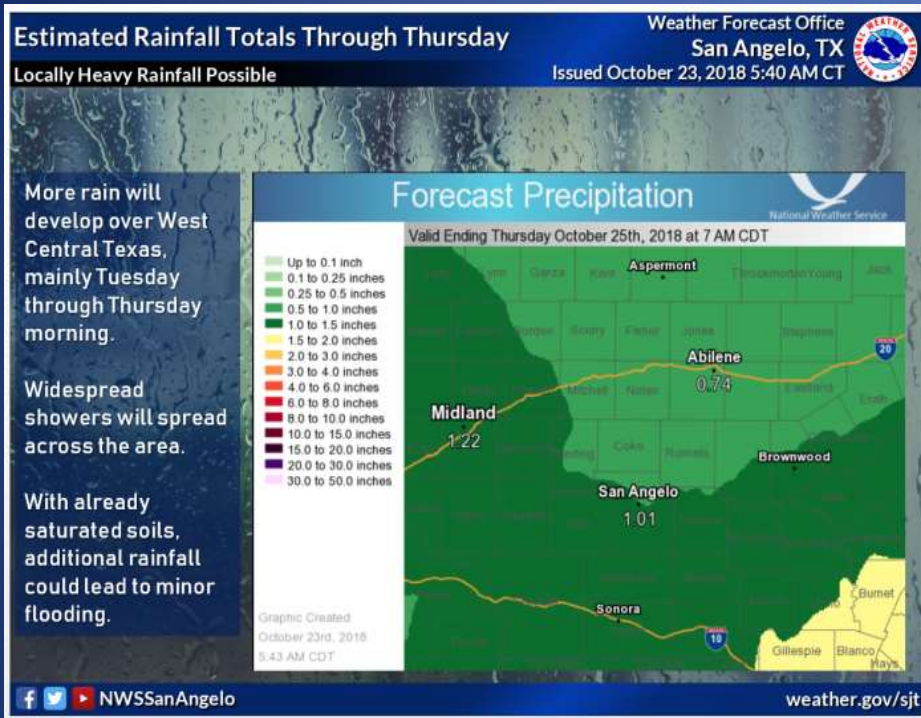 Estimated Rainfall Totals Through Thursday
Locally Heavy Rainfall Possible
Weather Forecast Office
San Angelo, TX
Issued October 23, 2018 5:40 AM CT
NATIONAL WEATHER SERVICE
More rain will
develop over West
Central Texas,
mainly Tuesday
through Thursday
morning.
Widespread
showers will spread
across the area.
With already
saturated soils,
additional rainfall
could lead to minor
flooding.
Forecast Precipitation
National Weather Service
Valid Ending Thursday October 25th, 2018 at 7 AM CDT
Up to 0.1 inch
0.1 to 0.25 inches
0.25 to 0.5 inches
0.5 to 1.0 inches
1.0 to 1.5 inches
1.5 to 2.0 inches
2.0 to 3.0 inches
3.0 to 4.0 inches
4.0 to 6.0 inches
6.0 to 8.0 inches
8.0 to 10.0 inches
10.0 to 15.0 inches
15.0 to 20.0 inches
20.0 to 30.0 inches
30.0 to 50.0 inches
Graphic Created
October 23rd, 2018
5:43 AM CDT
Lynn Garza Kent Aspermont Throckmorton Young Jack
Borden Scurry Fisher Jones Stephens
20
Abilene
0.74
Mitchell Nolan Eastland
Erath
Midland
1.22
Coke Runnels
Brownwood
San Angelo
1.01
Burnet
Sonora
10
Gillespie Blanco
Hays
NWSSanAngelo
weather.gov/sjt